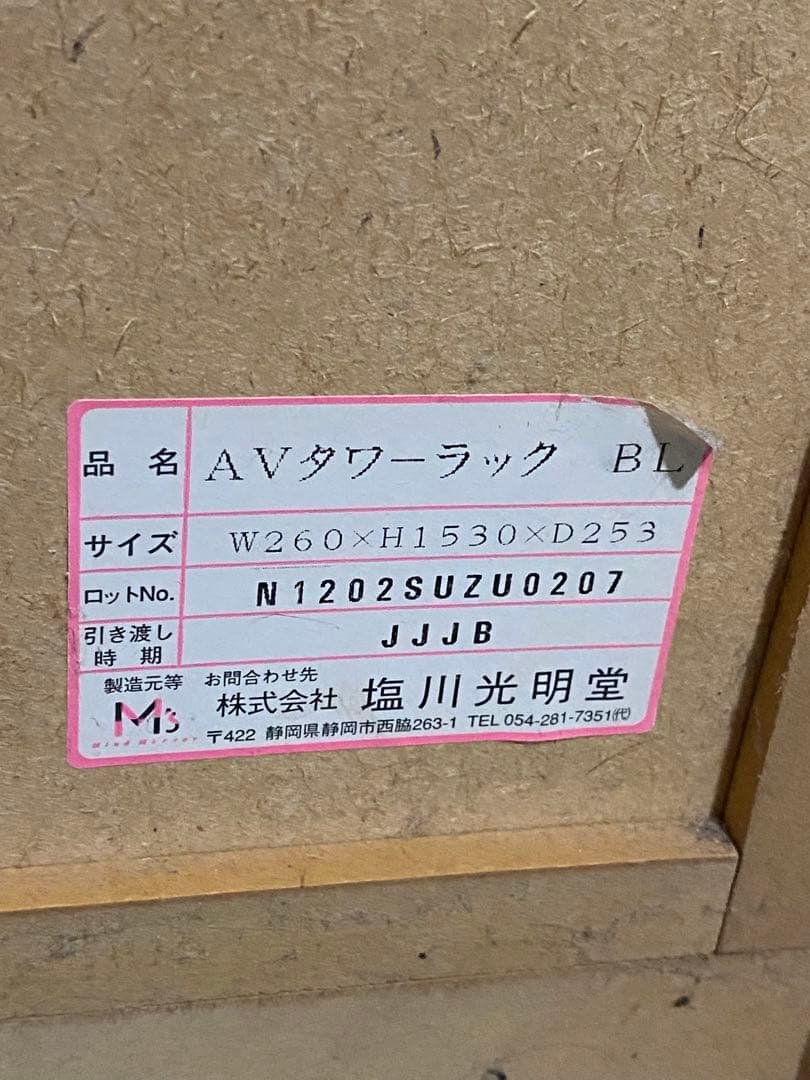 品名 AVタワーラック BL
サイズ W260×H1530×D253
ロットNo. N1202SUZU0207
引き渡し時期 JJJB
製造元等 お問合わせ先
M's 株式会社 塩川光明堂
〒422 静岡県静岡市西脇263-1 TEL 054-281-7351㈹